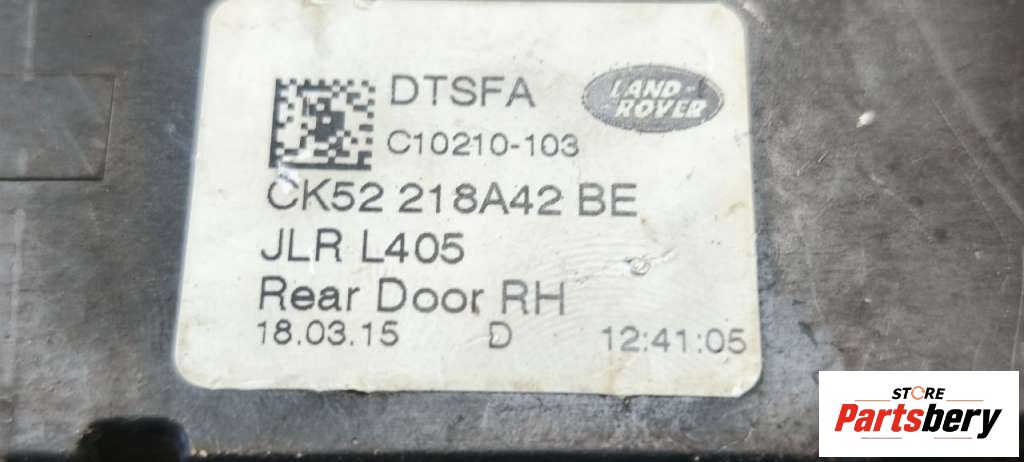 DTSFA
LAND-
-ROVER
C10210-103
CK52 218A42 BE
JLR L405
Rear Door RH
18.03.15 D 12:41:05
STORE
Partsbery